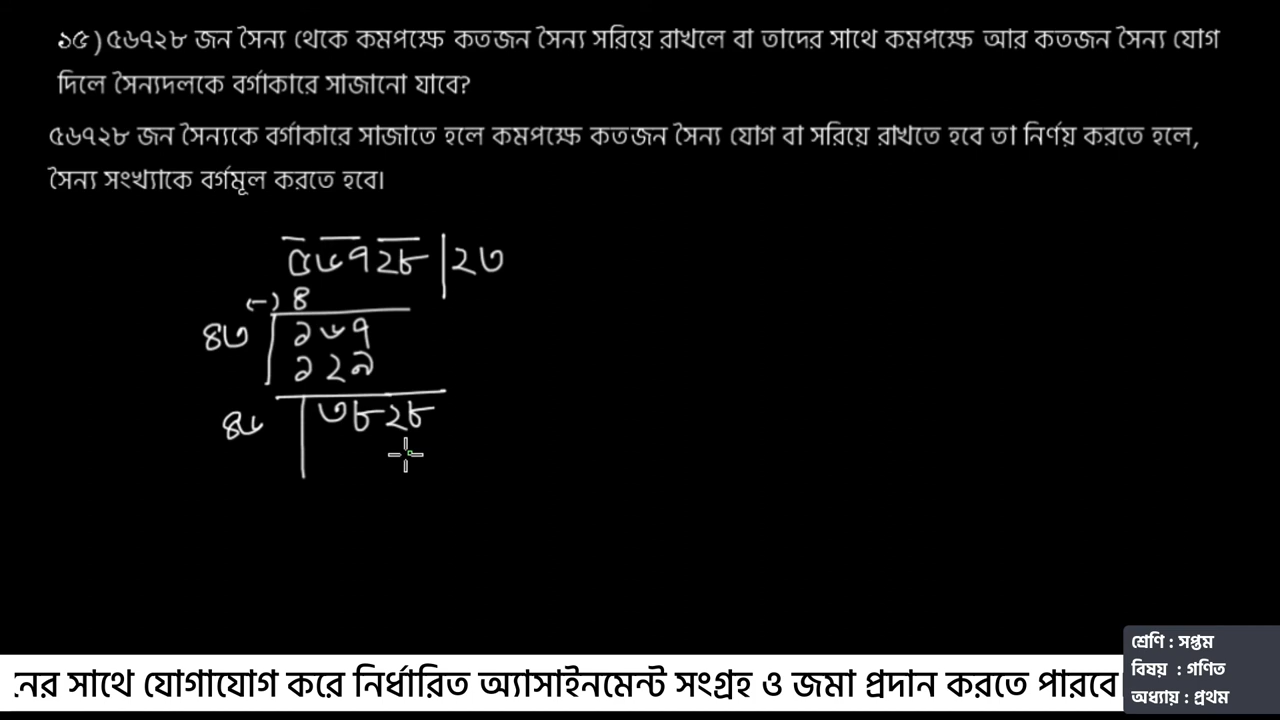 ১৫) ৫৬৭২৮ জন সৈন্য থেকে কমপক্ষে কতজন সৈন্য সরিয়ে রাখলে বা তাদের সাথে কমপক্ষে আর কতজন সৈন্য যোগ
দিলে সৈন্যদলকে বর্গাকারে সাজানো যাবে?
৫৬৭২৮ জন সৈন্যকে বর্গাকারে সাজাতে হলে কমপক্ষে কতজন সৈন্য যোগ বা সরিয়ে রাখতে হবে তা নির্ণয় করতে হলে,
সৈন্য সংখ্যাকে বর্গমূল করতে হবে।
৫৬৭২৮ | ২৩
(-) ৪
৪৩ | ১৬৭
১২৯
৪৬ | ৩৮২৮
শ্রেণি : সপ্তম
বিষয় : গণিত
অধ্যায় : প্রথম
নের সাথে যোগাযোগ করে নির্ধারিত অ্যাসাইনমেন্ট সংগ্রহ ও জমা প্রদান করতে পারবে